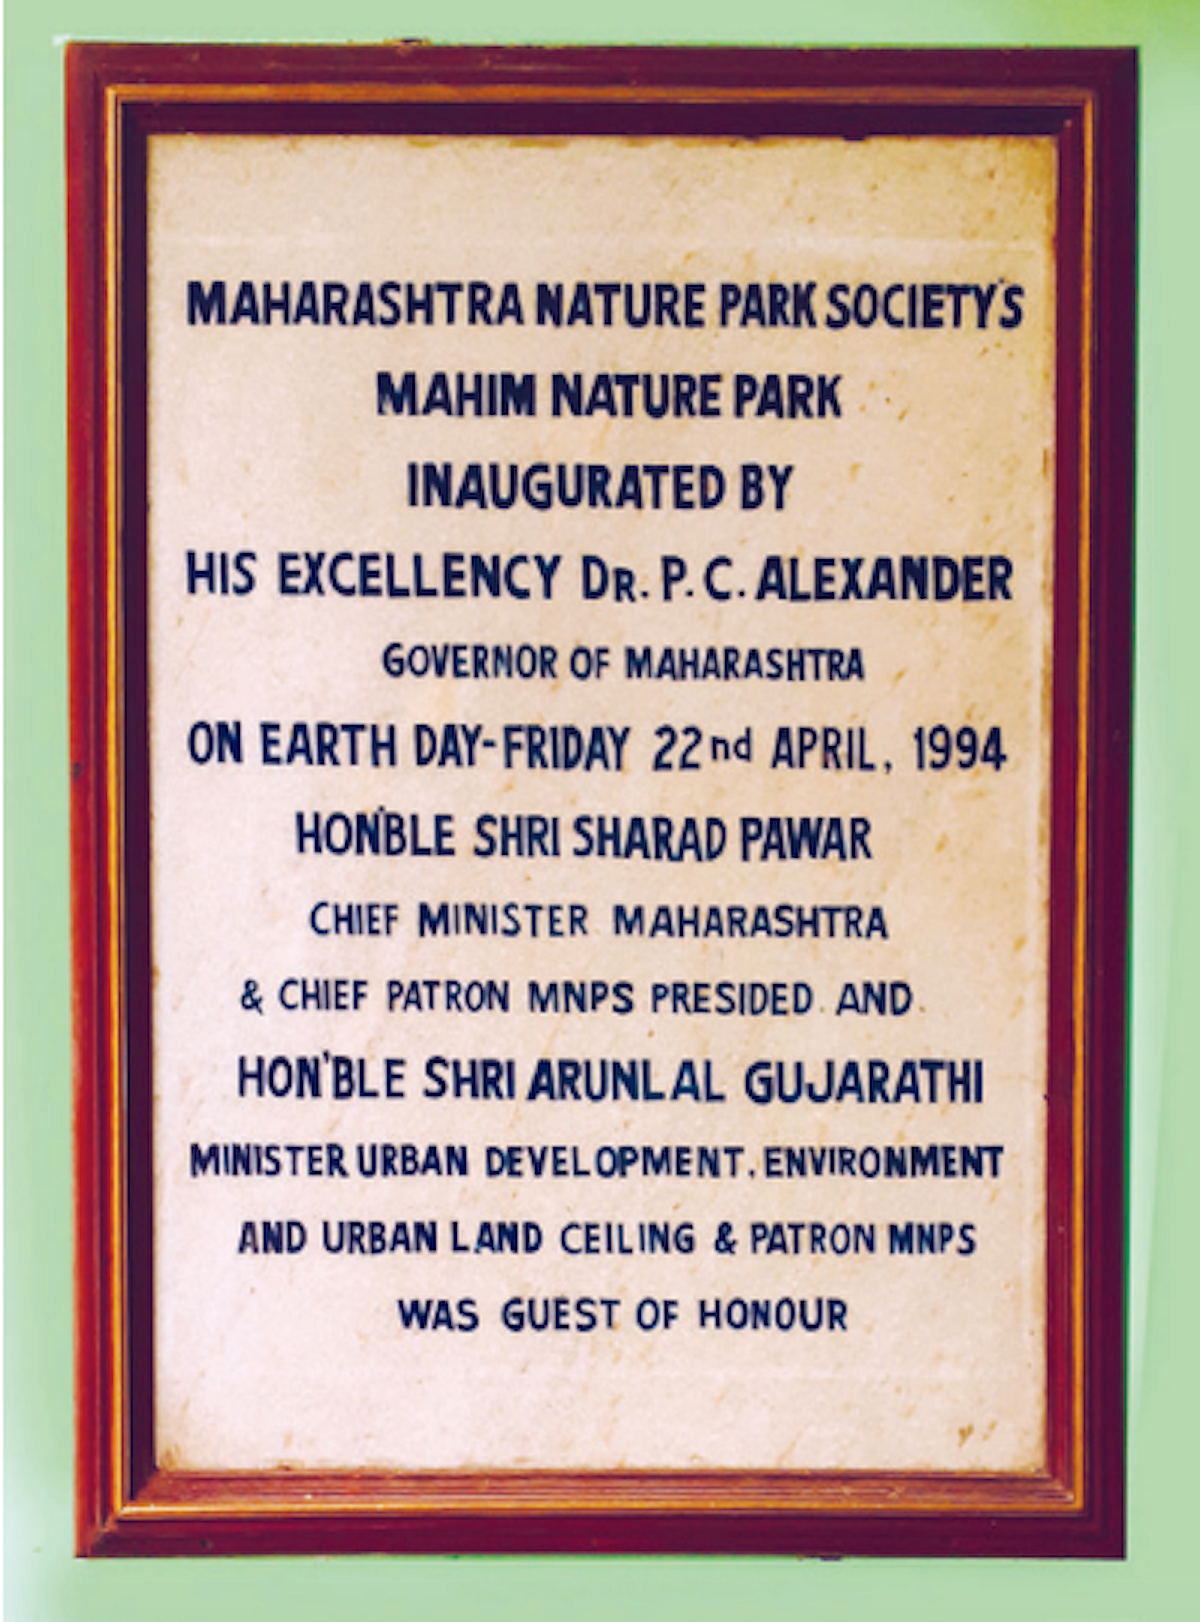 MAHARASHTRA NATURE PARK SOCIETY'S
MAHIM NATURE PARK
INAUGURATED BY
HIS EXCELLENCY DR. P. C. ALEXANDER
GOVERNOR OF MAHARASHTRA
ON EARTH DAY-FRIDAY 22nd APRIL, 1994
HON'BLE SHRI SHARAD PAWAR
CHIEF MINISTER MAHARASHTRA
& CHIEF PATRON MNPS PRESIDED AND
HON'BLE SHRI ARUNLAL GUJARATHI
MINISTER URBAN DEVELOPMENT, ENVIRONMENT
AND URBAN LAND CEILING & PATRON MNPS
WAS GUEST OF HONOUR